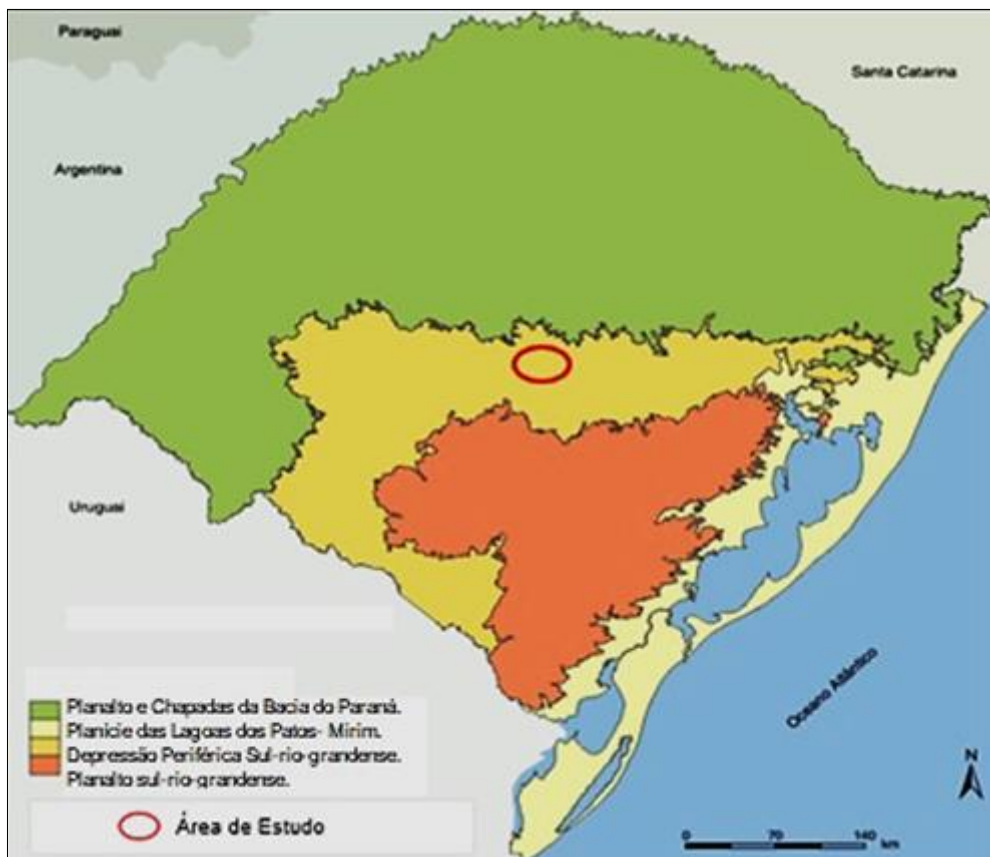 Paraguai
Santa Catarina
Argentina
Uruguai
Oceano Atlántico
Planalto e Chapadas da Bacia do Paraná.
Planície das Lagoas dos Patos- Mirim.
Depressão Periférica Sul-rio-grandense.
Planalto sul-rio-grandense.
Área de Estudo
N
0 70 140
km